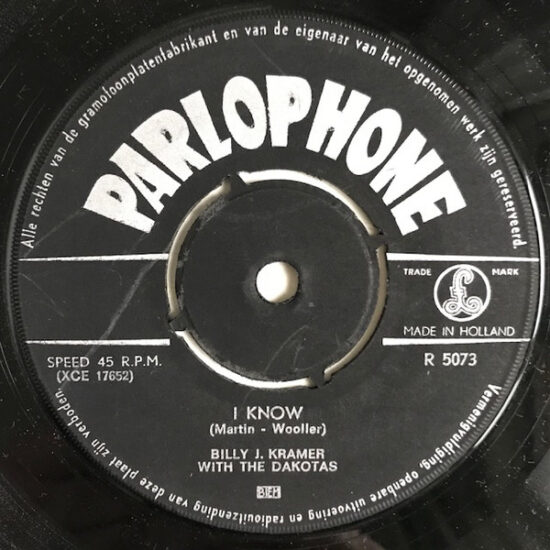 Alle rechten van de gramofoonplatenfabrikant en van de eigenaar van het opgenomen werk zijn gereserveerd.
PARLOPHONE
TRADE MARK
£
MADE IN HOLLAND
SPEED 45 R.P.M.
(XCE 17652)
R 5073
I KNOW
(Martin - Wooller)
BILLY J. KRAMER
WITH THE DAKOTAS
BIEM
Vermenigvuldiging, openbare uitvoering en radiouitzending van deze plaat zijn verboden.